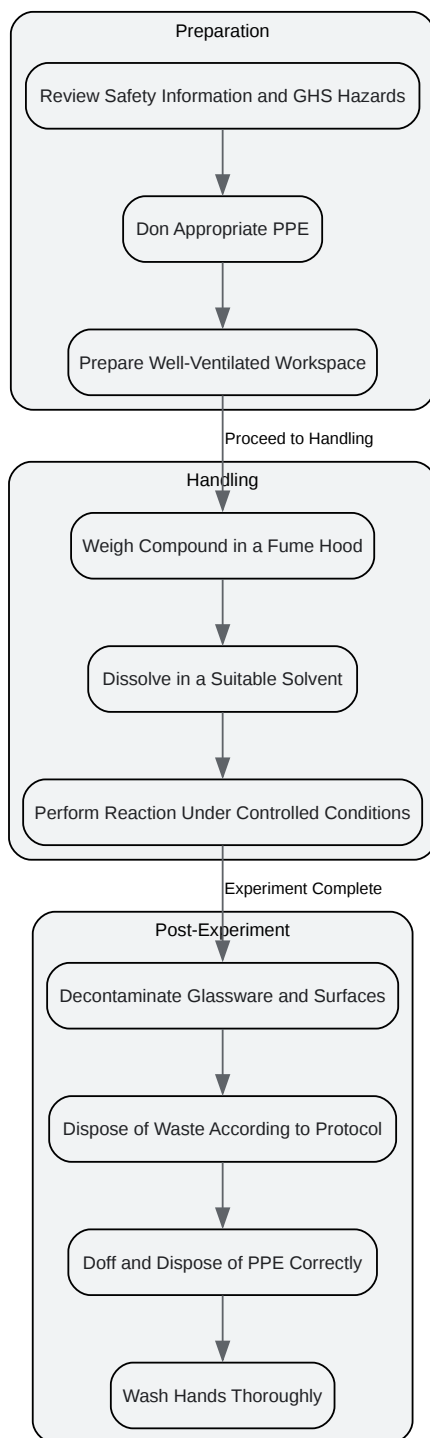 Preparation
Review Safety Information and GHS Hazards
Don Appropriate PPE
Prepare Well-Ventilated Workspace
Proceed to Handling
Handling
Weigh Compound in a Fume Hood
Dissolve in a Suitable Solvent
Perform Reaction Under Controlled Conditions
Experiment Complete
Post-Experiment
Decontaminate Glassware and Surfaces
Dispose of Waste According to Protocol
Doff and Dispose of PPE Correctly
Wash Hands Thoroughly